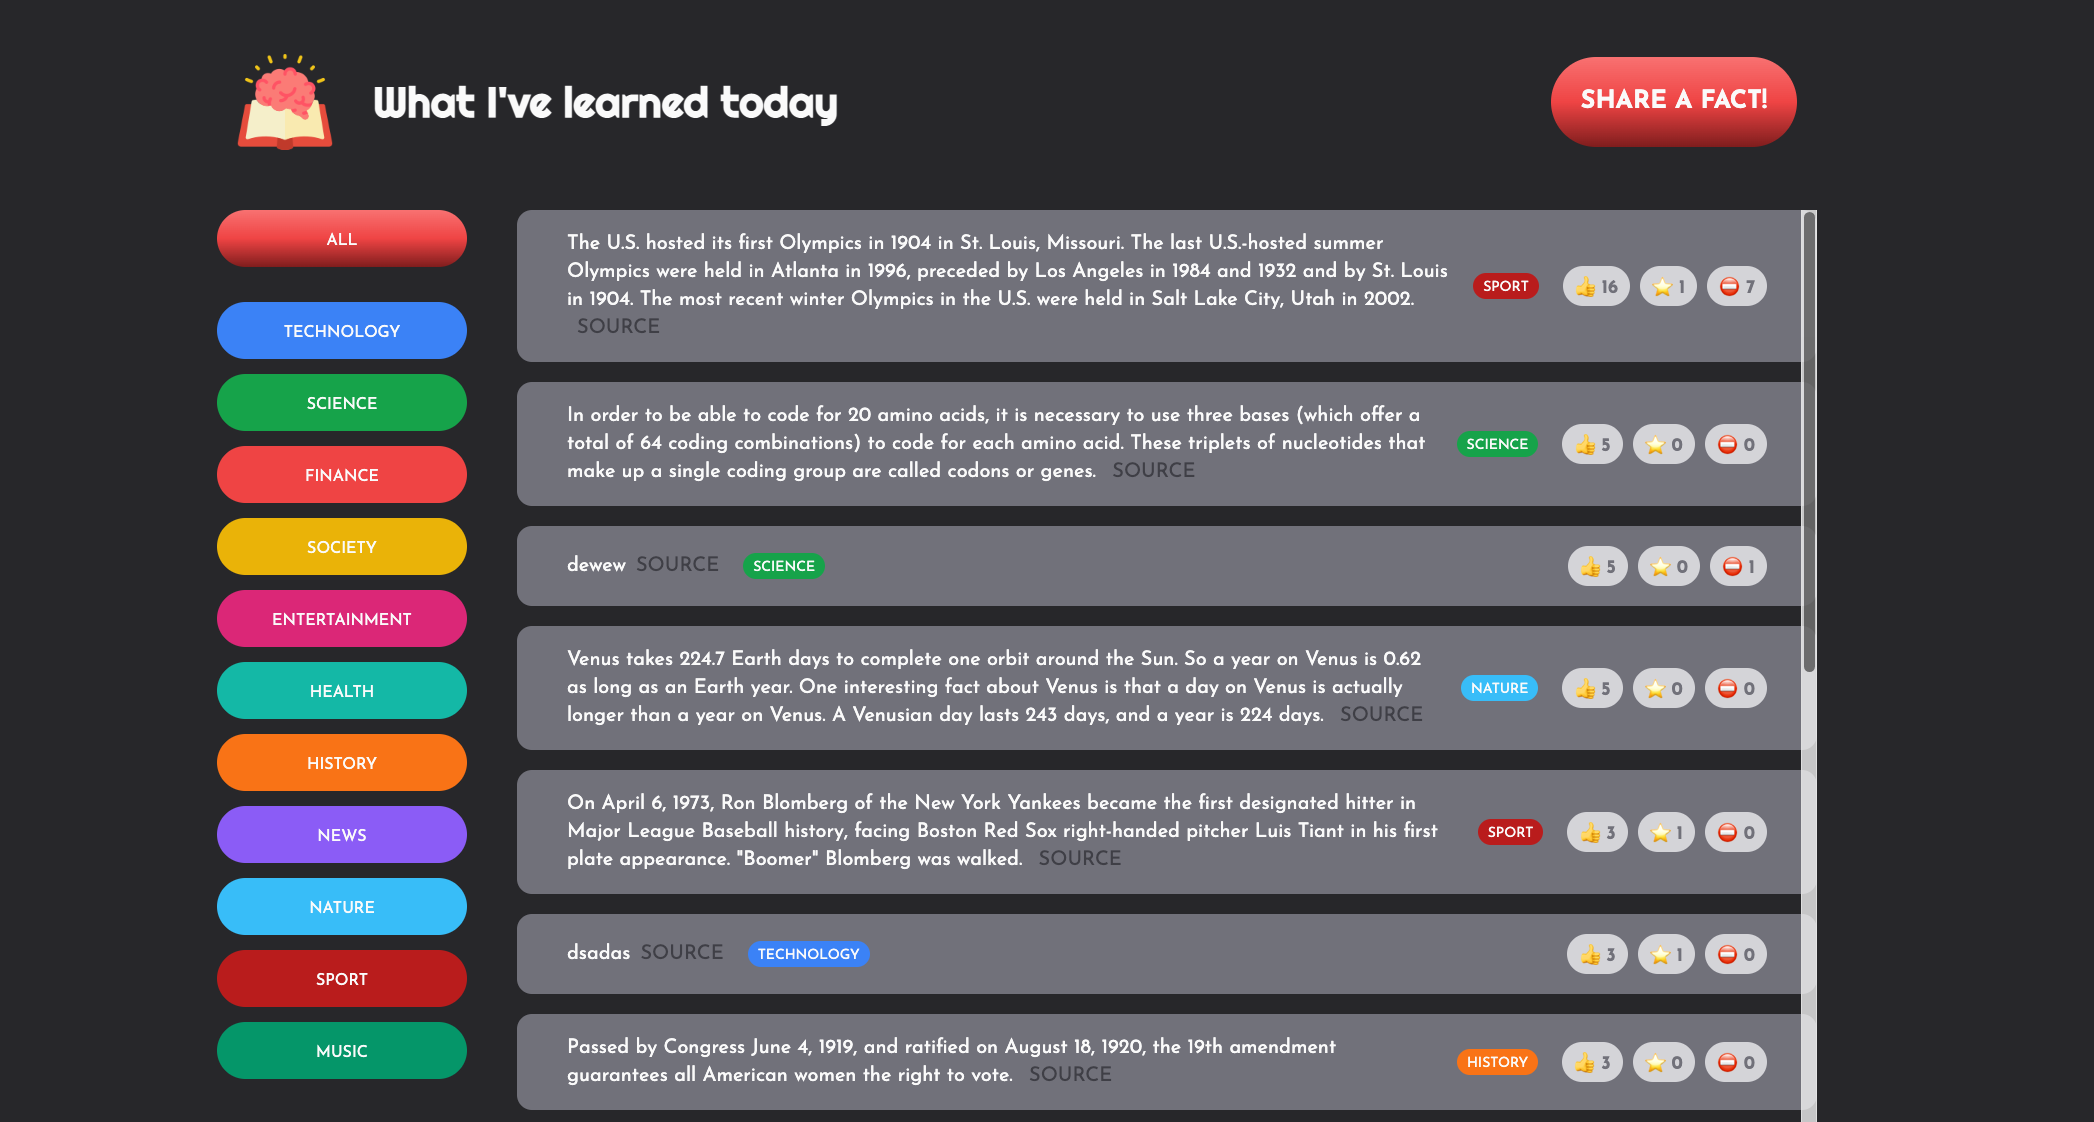 What I've learned today
SHARE A FACT!
ALL
TECHNOLOGY
SCIENCE
FINANCE
SOCIETY
ENTERTAINMENT
HEALTH
HISTORY
NEWS
NATURE
SPORT
MUSIC
The U.S. hosted its first Olympics in 1904 in St. Louis, Missouri. The last U.S.-hosted summer
Olympics were held in Atlanta in 1996, preceded by Los Angeles in 1984 and 1932 and by St. Louis
in 1904. The most recent winter Olympics in the U.S. were held in Salt Lake City, Utah in 2002.
SOURCE
SPORT
16 1 7
In order to be able to code for 20 amino acids, it is necessary to use three bases (which offer a
total of 64 coding combinations) to code for each amino acid. These triplets of nucleotides that
make up a single coding group are called codons or genes. SOURCE
SCIENCE
5 0 0
dewew SOURCE SCIENCE
5 0 1
Venus takes 224.7 Earth days to complete one orbit around the Sun. So a year on Venus is 0.62
as long as an Earth year. One interesting fact about Venus is that a day on Venus is actually
longer than a year on Venus. A Venusian day lasts 243 days, and a year is 224 days. SOURCE
NATURE
5 0 0
On April 6, 1973, Ron Blomberg of the New York Yankees became the first designated hitter in
Major League Baseball history, facing Boston Red Sox right-handed pitcher Luis Tiant in his first
plate appearance. "Boomer" Blomberg was walked. SOURCE
SPORT
3 1 0
dsadas SOURCE TECHNOLOGY
3 1 0
Passed by Congress June 4, 1919, and ratified on August 18, 1920, the 19th amendment
guarantees all American women the right to vote. SOURCE
HISTORY
3 0 0